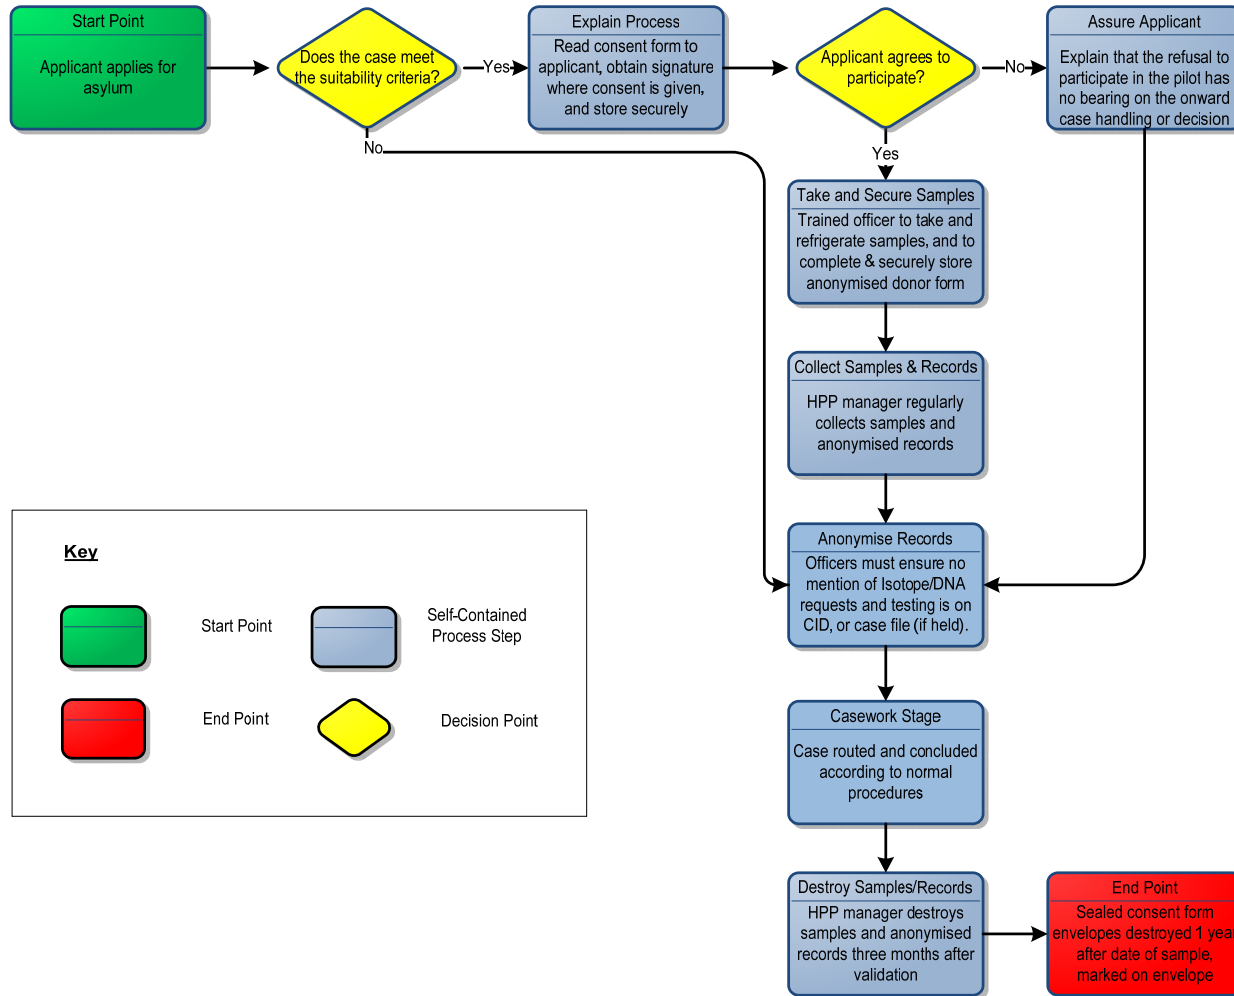 Start Point
Applicant applies for
asylum
Does the case meet
the suitability criteria?
Yes
No
Explain Process
Read consent form to
applicant, obtain signature
where consent is given,
and store securely
Applicant agrees to
participate?
No
Yes
Assure Applicant
Explain that the refusal to
participate in the pilot has
no bearing on the onward
case handling or decision
Take and Secure Samples
Trained officer to take and
refrigerate samples, and to
complete & securely store
anonymised donor form
Collect Samples & Records
HPP manager regularly
collects samples and
anonymised records
Anonymise Records
Officers must ensure no
mention of Isotope/DNA
requests and testing is on
CID, or case file (if held).
Casework Stage
Case routed and concluded
according to normal
procedures
Destroy Samples/Records
HPP manager destroys
samples and anonymised
records three months after
validation
End Point
Sealed consent form
envelopes destroyed 1 year
after date of sample,
marked on envelope
Key
Start Point
Self-Contained
Process Step
End Point
Decision Point